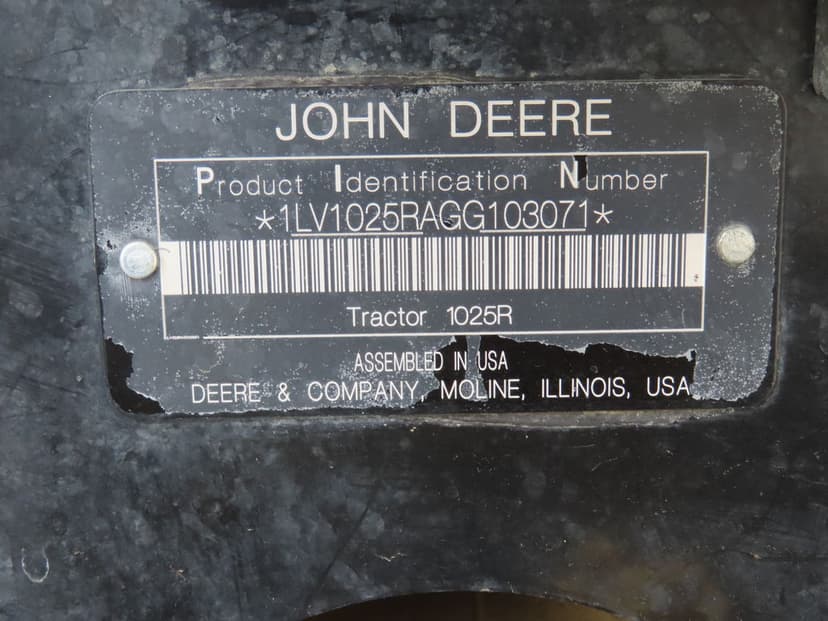 JOHN DEERE
Product Identification Number
*1LV1025RAGG103071*
Tractor 1025R
ASSEMBLED IN USA
DEERE & COMPANY, MOLINE, ILLINOIS, USA